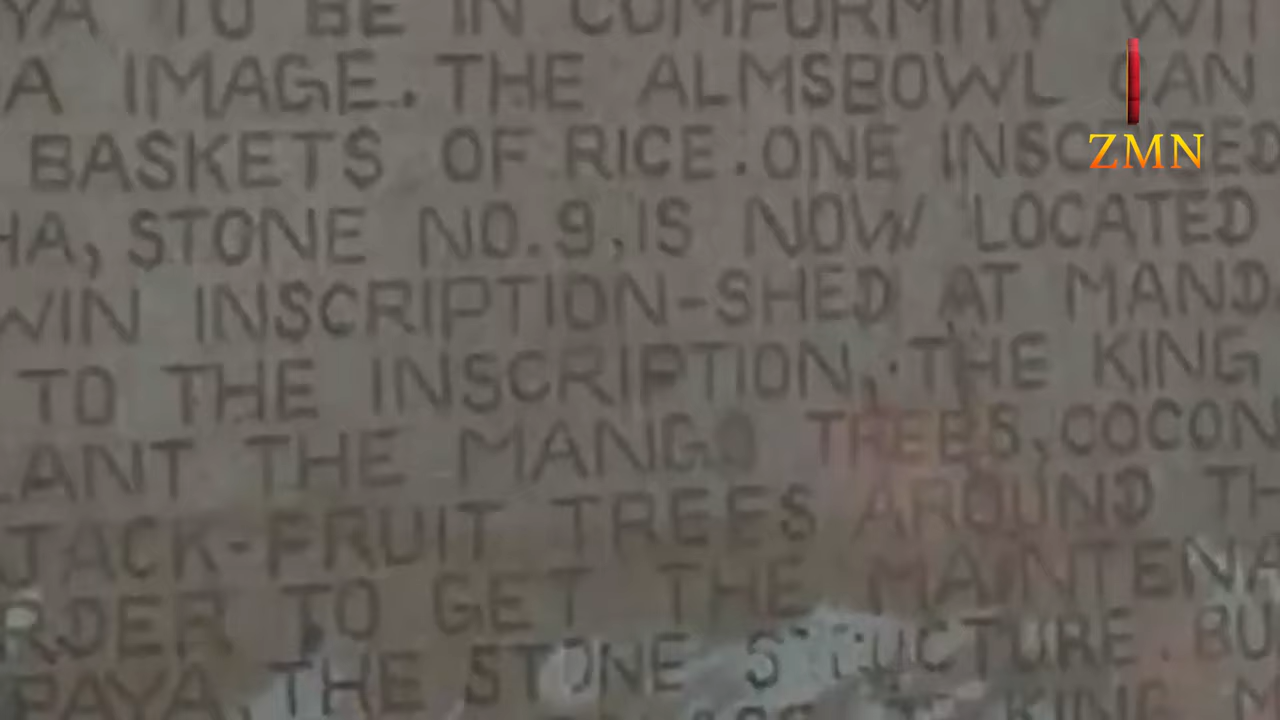 YA TO BE IN COMFORMITY WIT
A IMAGE. THE ALMSBOWL CAN
BASKETS OF RICE. ONE INSCRIBED
HA, STONE NO. 9, IS NOW LOCATED
WIN INSCRIPTION-SHED AT MAND
TO THE INSCRIPTION, THE KING
LANT THE MANGO TREES, COCON
JACK-FRUIT TREES AROUND TH
RDER TO GET THE MAINTENA
PAYA, THE STONE STRUCTURE. BU
KING M
ZMN